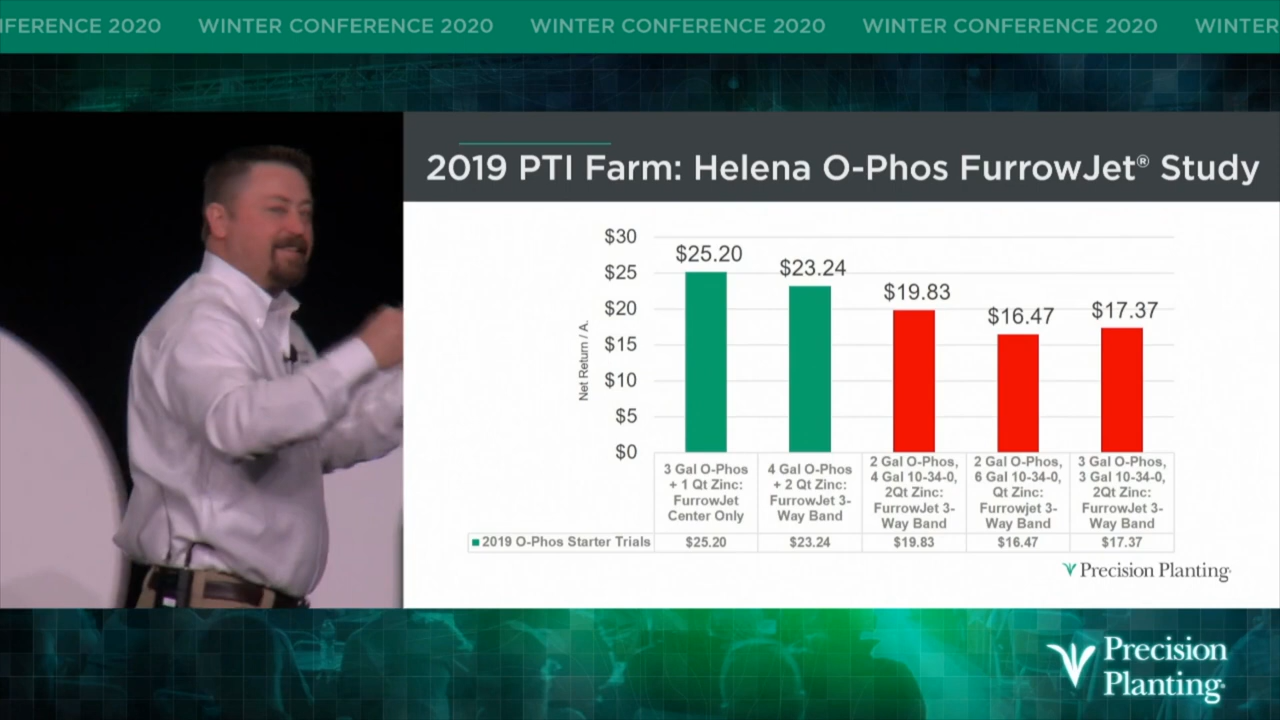 FERENCE 2020 WINTER CONFERENCE 2020 WINTER CONFERENCE 2020 WINTER CONFERENCE 2020 WINTER
2019 PTI Farm: Helena O-Phos FurrowJet® Study
Net Return / A.
$30
$25
$20
$15
$10
$5
$0
$25.20
$23.24
$19.83
$16.47
$17.37
3 Gal O-Phos
+ 1 Qt Zinc:
FurrowJet
Center Only
4 Gal O-Phos
+ 2 Qt Zinc:
FurrowJet 3-
Way Band
2 Gal O-Phos,
4 Gal 10-34-0,
2Qt Zinc:
FurrowJet 3-
Way Band
2 Gal O-Phos,
6 Gal 10-34-0,
Qt Zinc:
Furrowjet 3-
Way Band
3 Gal O-Phos,
3 Gal 10-34-0,
2Qt Zinc:
FurrowJet 3-
Way Band
2019 O-Phos Starter Trials $25.20 $23.24 $19.83 $16.47 $17.37
Precision Planting.
Precision
Planting.